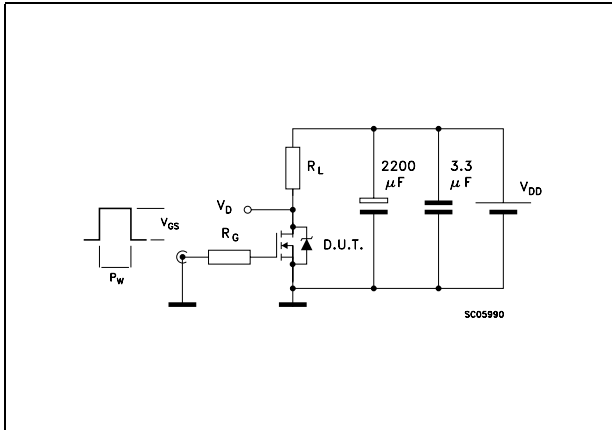 R_L
2200
μF
3.3
μF
V_DD
V_D
V_GS
R_G
D.U.T.
P_W
SC05990